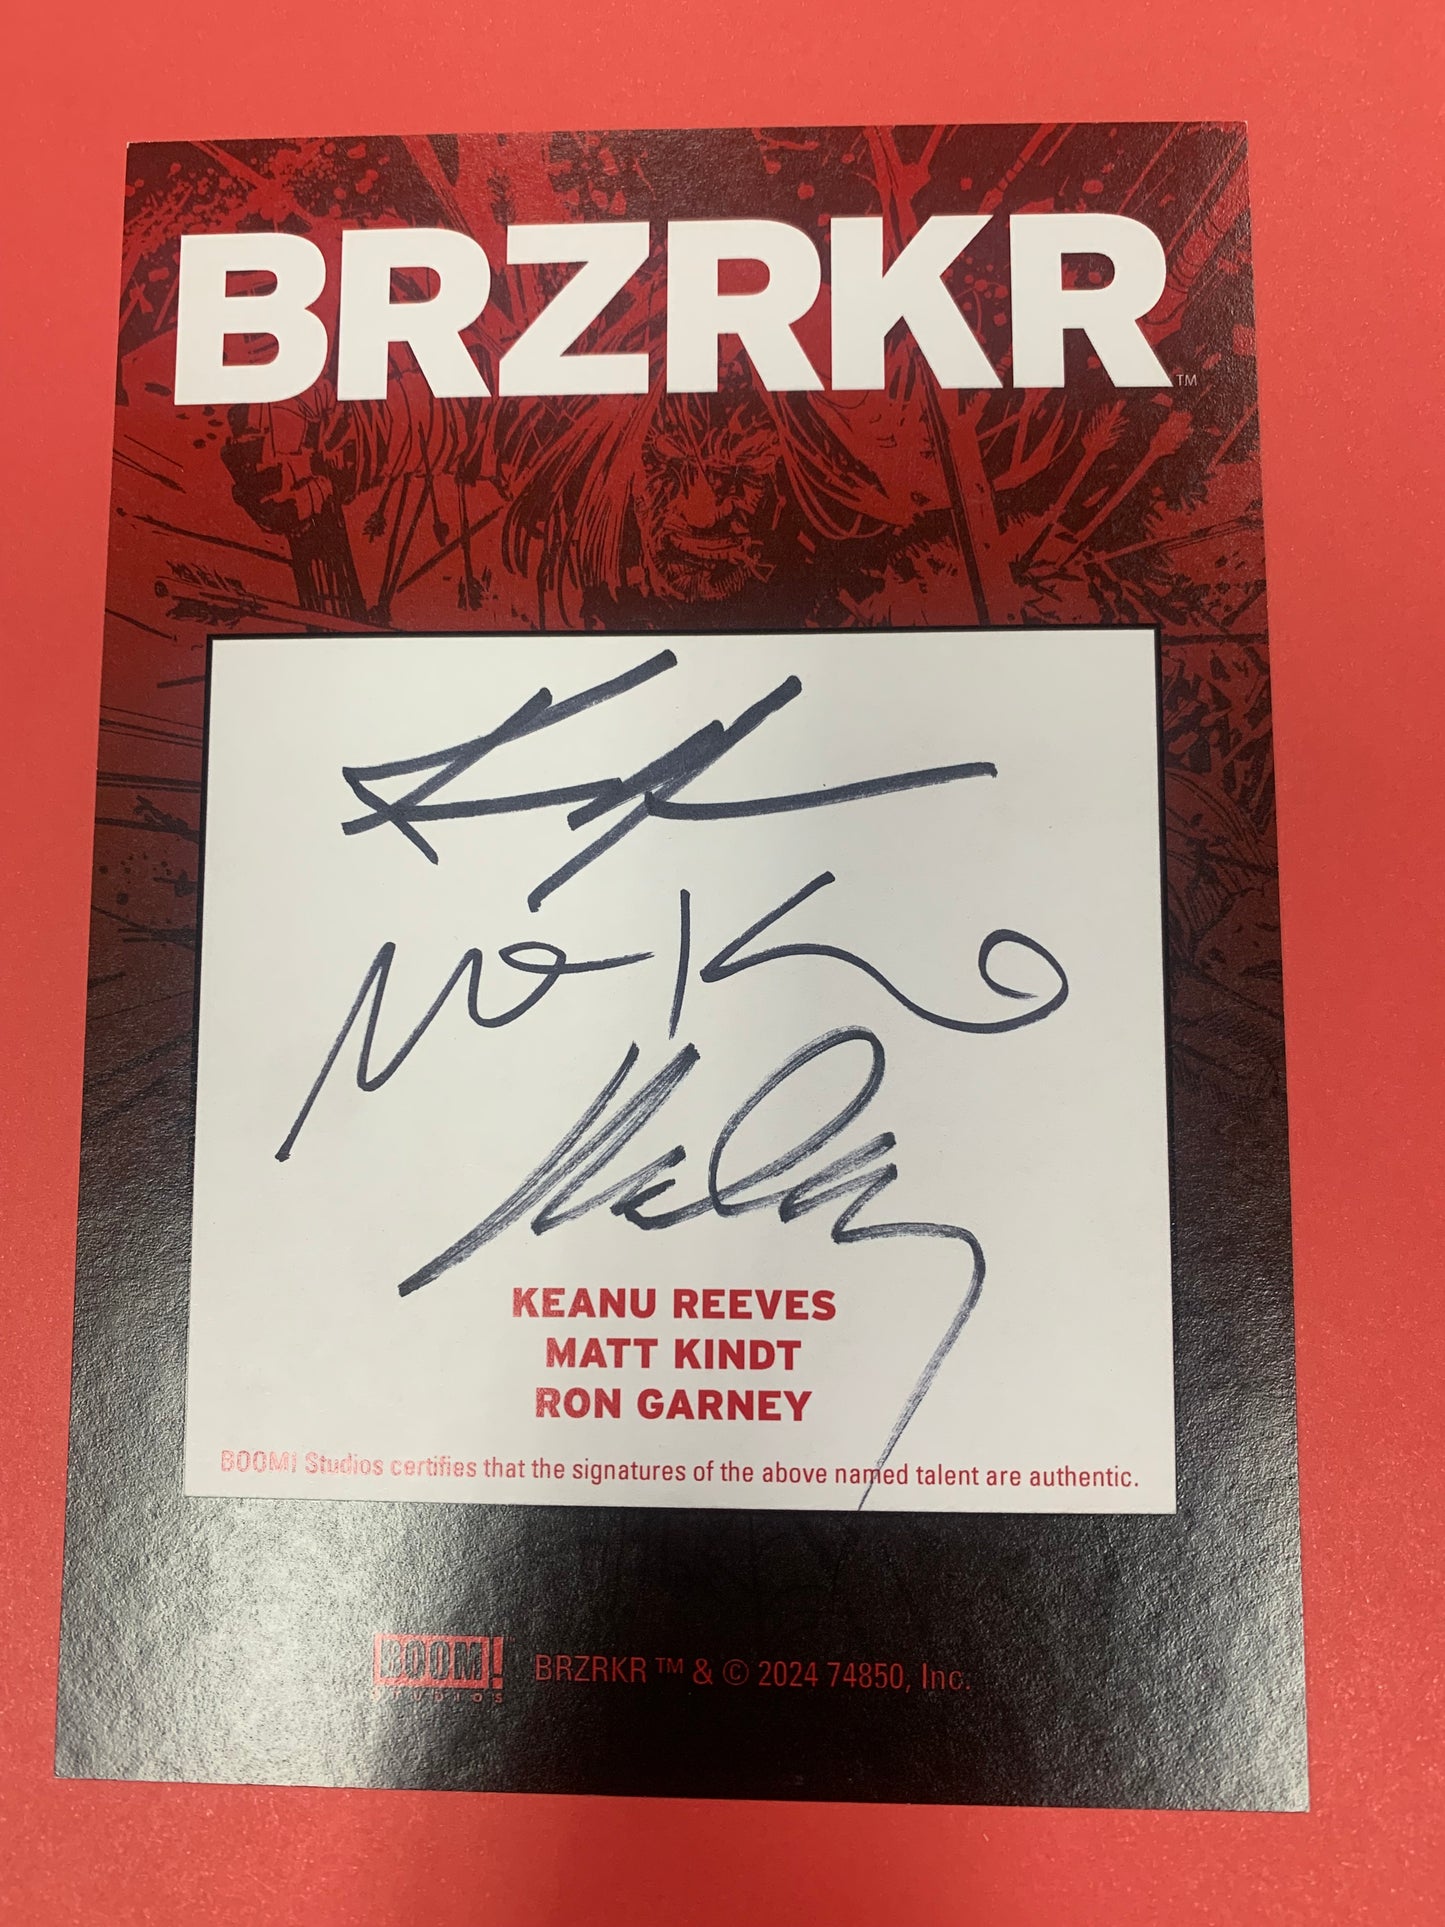 BRZRKR™
KEANU REEVES
MATT KINDT
RON GARNEY
BOOM! Studios certifies that the signatures of the above named talent are authentic.
BOOM! STUDIOS™ BRZRKR ™ & © 2024 74850, Inc.